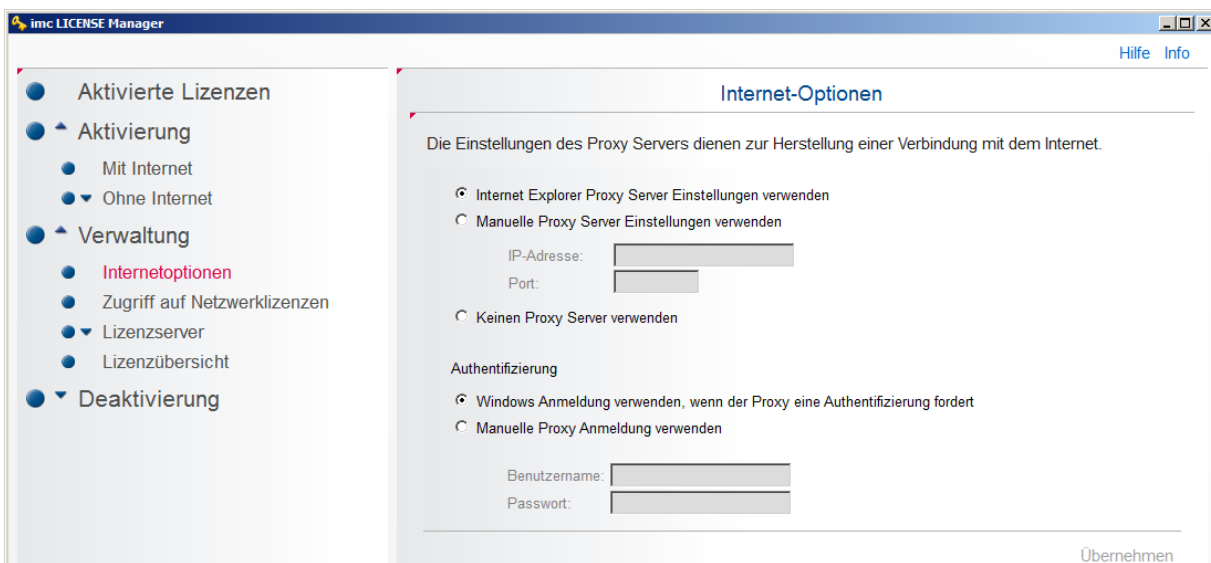 imc LICENSE Manager
Hilfe Info
Aktivierte Lizenzen
Aktivierung
Mit Internet
Ohne Internet
Verwaltung
Internetoptionen
Zugriff auf Netzwerklizenzen
Lizenzserver
Lizenzübersicht
Deaktivierung
Internet-Optionen
Die Einstellungen des Proxy Servers dienen zur Herstellung einer Verbindung mit dem Internet.
Internet Explorer Proxy Server Einstellungen verwenden
Manuelle Proxy Server Einstellungen verwenden
IP-Adresse:
Port:
Keinen Proxy Server verwenden
Authentifizierung
Windows Anmeldung verwenden, wenn der Proxy eine Authentifizierung fordert
Manuelle Proxy Anmeldung verwenden
Benutzername:
Passwort:
Übernehmen